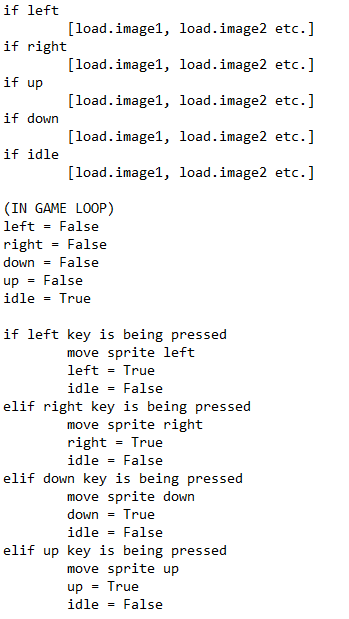 if left
        [load.image1, load.image2 etc.]
if right
        [load.image1, load.image2 etc.]
if up
        [load.image1, load.image2 etc.]
if down
        [load.image1, load.image2 etc.]
if idle
        [load.image1, load.image2 etc.]

(IN GAME LOOP)
left = False
right = False
down = False
up = False
idle = True

if left key is being pressed
        move sprite left
        left = True
        idle = False
elif right key is being pressed
        move sprite right
        right = True
        idle = False
elif down key is being pressed
        move sprite down
        down = True
        idle = False
elif up key is being pressed
        move sprite up
        up = True
        idle = False